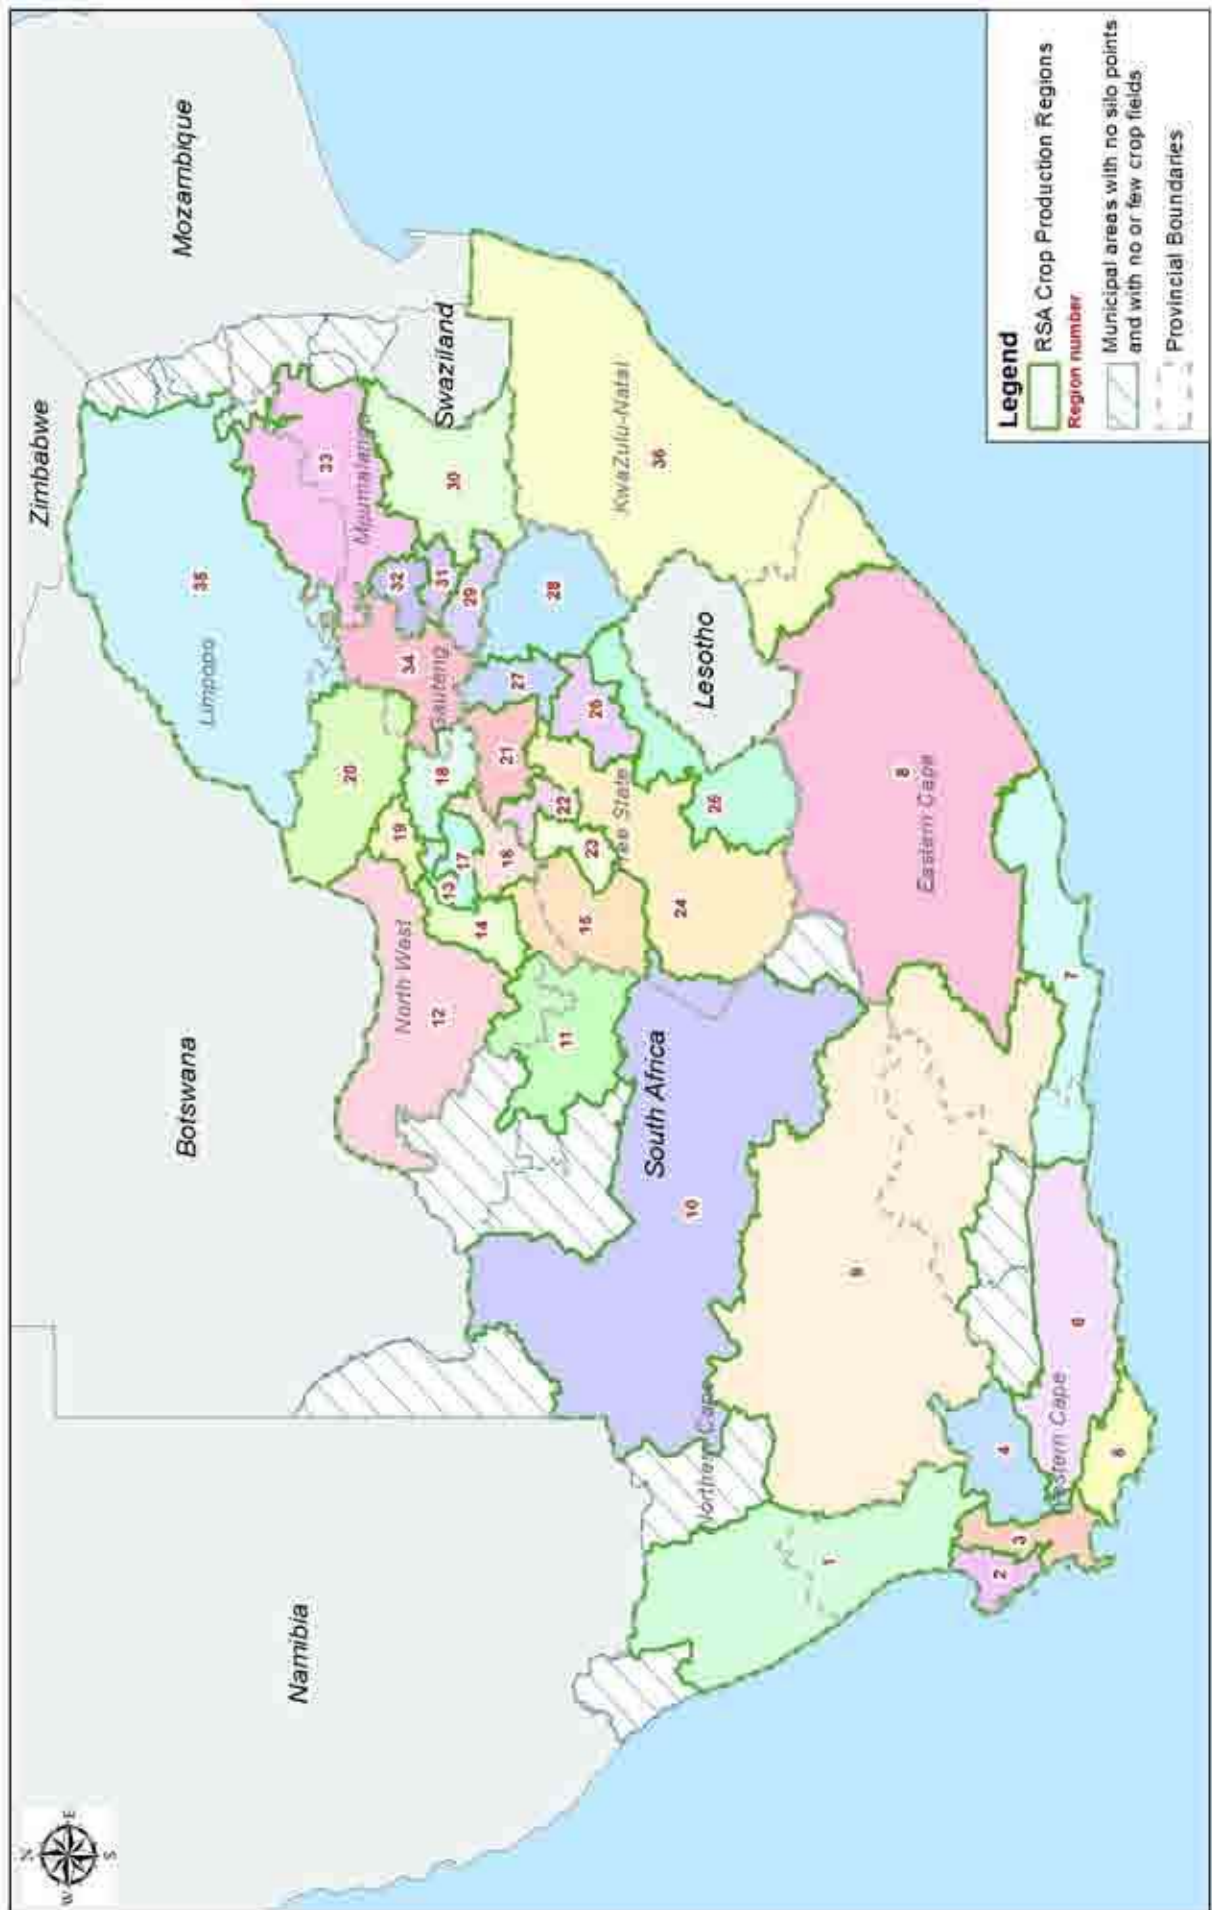 N
W
E
S
Zimbabwe
Mozambique
Botswana
Namibia
Swaziland
Lesotho
South Africa
Limpopo
35
33
Mpumalanga
30
32
31
29
34
Gauteng
20
18
19
17
13
14
16
North West
12
28
27
21
22
23
15
11
ree State
24
KwaZulu-Natal
36
10
8
Eastern Cape
7
9
Northern Cape
6
estern Cape
4
5
3
2
1
Legend
RSA Crop Production Regions
Region number
Municipal areas with no silo points
and with no or few crop fields
Provincial Boundaries